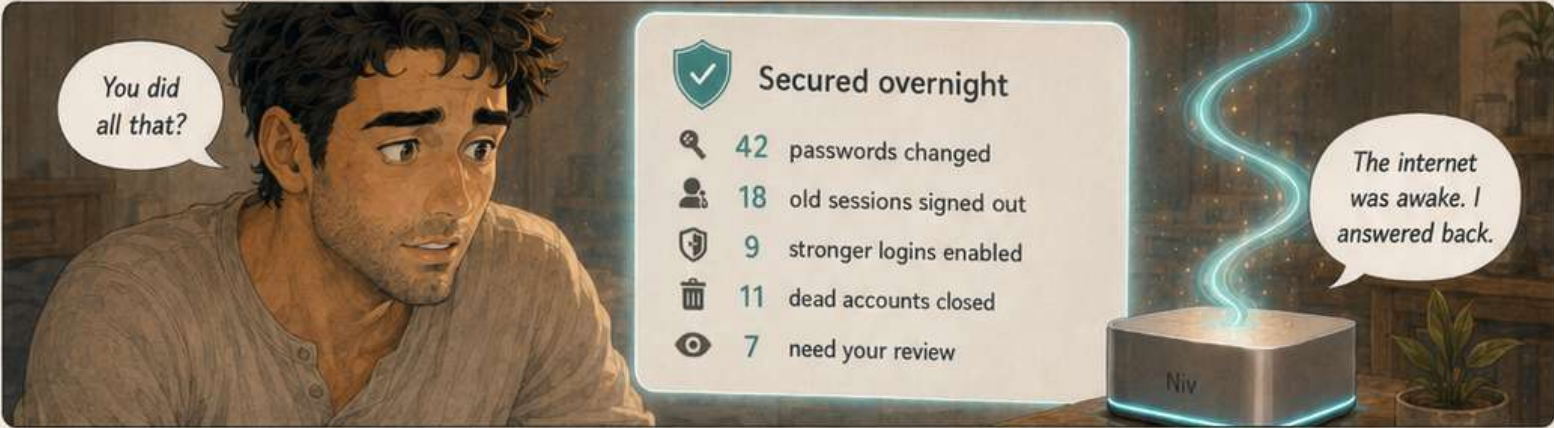 You did
all that?
Secured overnight
42 passwords changed
18 old sessions signed out
9 stronger logins enabled
11 dead accounts closed
7 need your review
The internet
was awake. I
answered back.
Niv